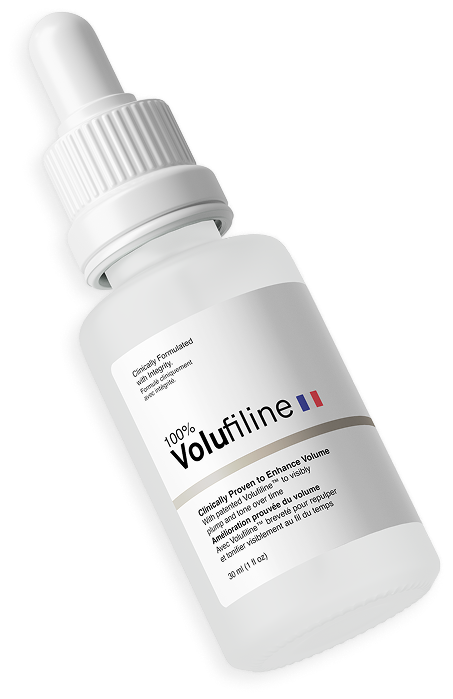 Clinically Formulated
with Integrity.
Formulé cliniquement
avec intégrité.
100%
Volufiline
Clinically Proven to Enhance Volume
With patented Volufiline™ to visibly
plump and tone over time
Amélioration prouvée du volume
Avec Volufiline™ breveté pour repulper
et tonifier visiblement au fil du temps
30 ml (1 fl oz)